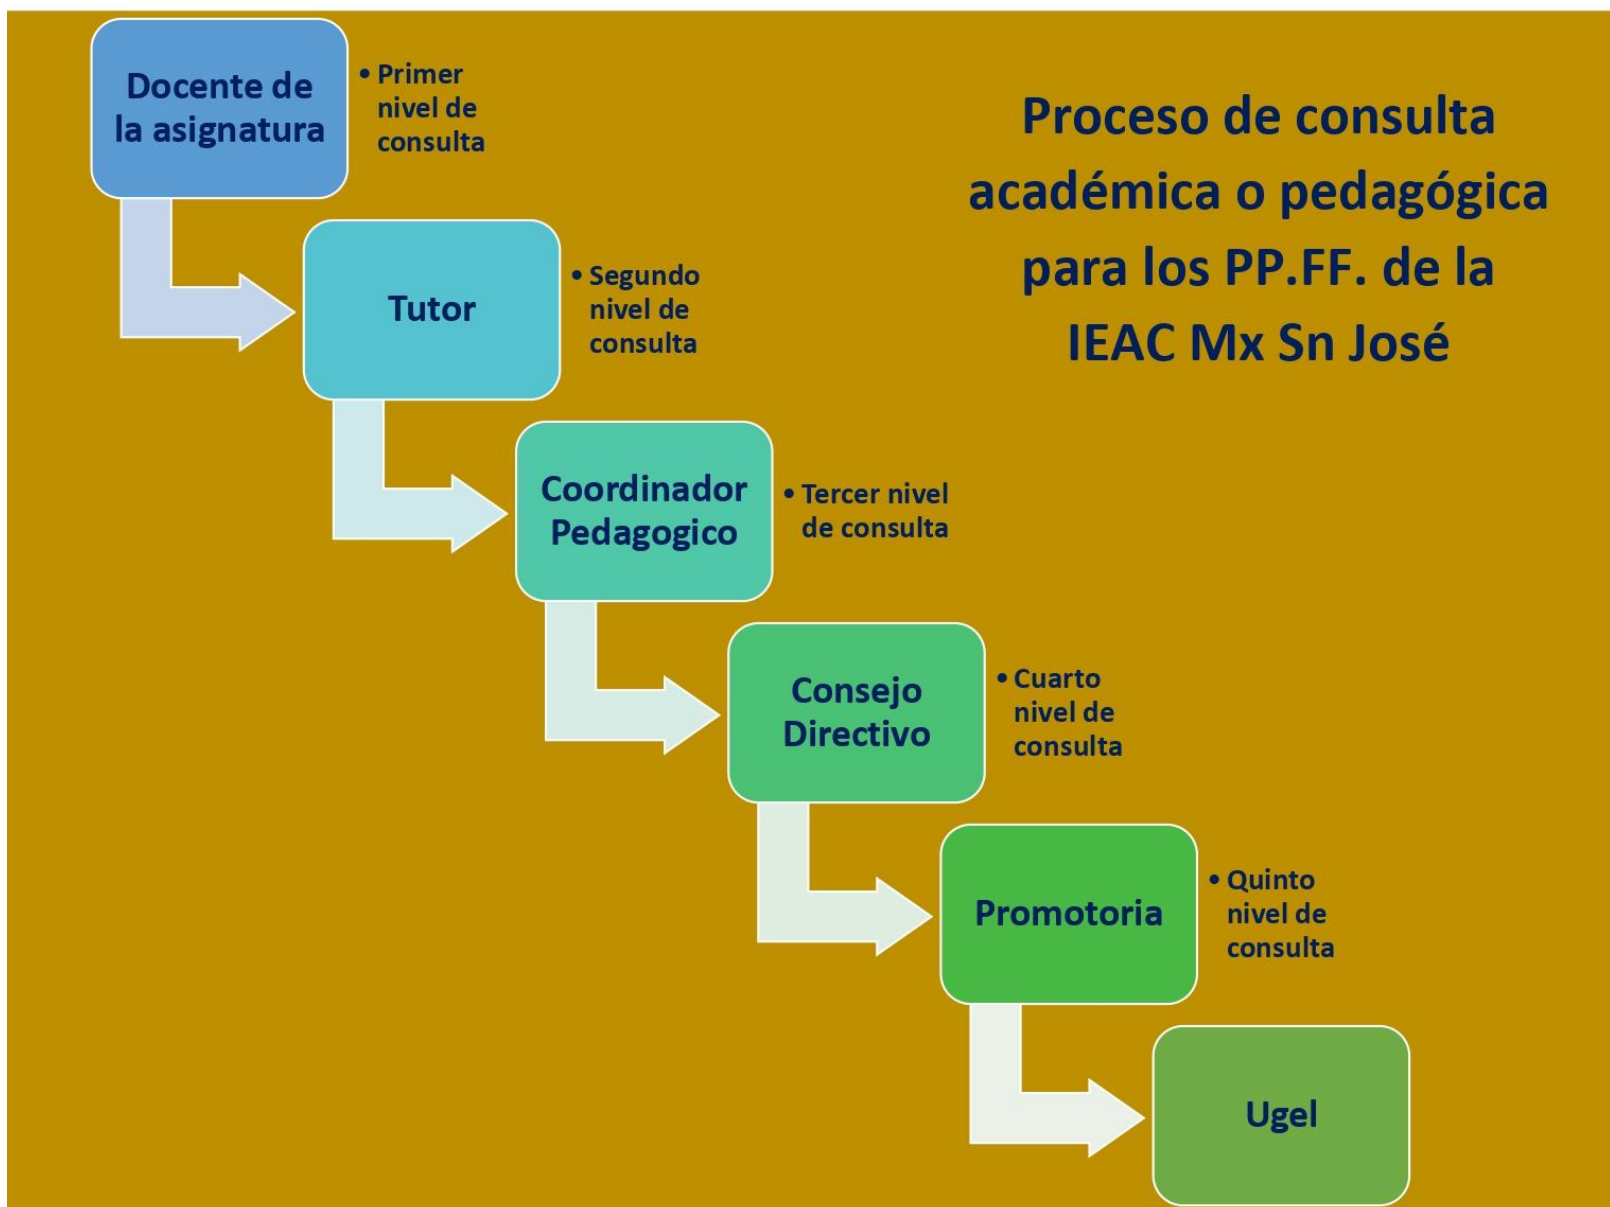 Docente de
la asignatura
• Primer
nivel de
consulta
Proceso de consulta
académica o pedagógica
para los PP.FF. de la
IEAC Mx Sn José
Tutor
• Segundo
nivel de
consulta
Coordinador
Pedagogico
• Tercer nivel
de consulta
Consejo
Directivo
• Cuarto
nivel de
consulta
Promotoria
• Quinto
nivel de
consulta
Ugel